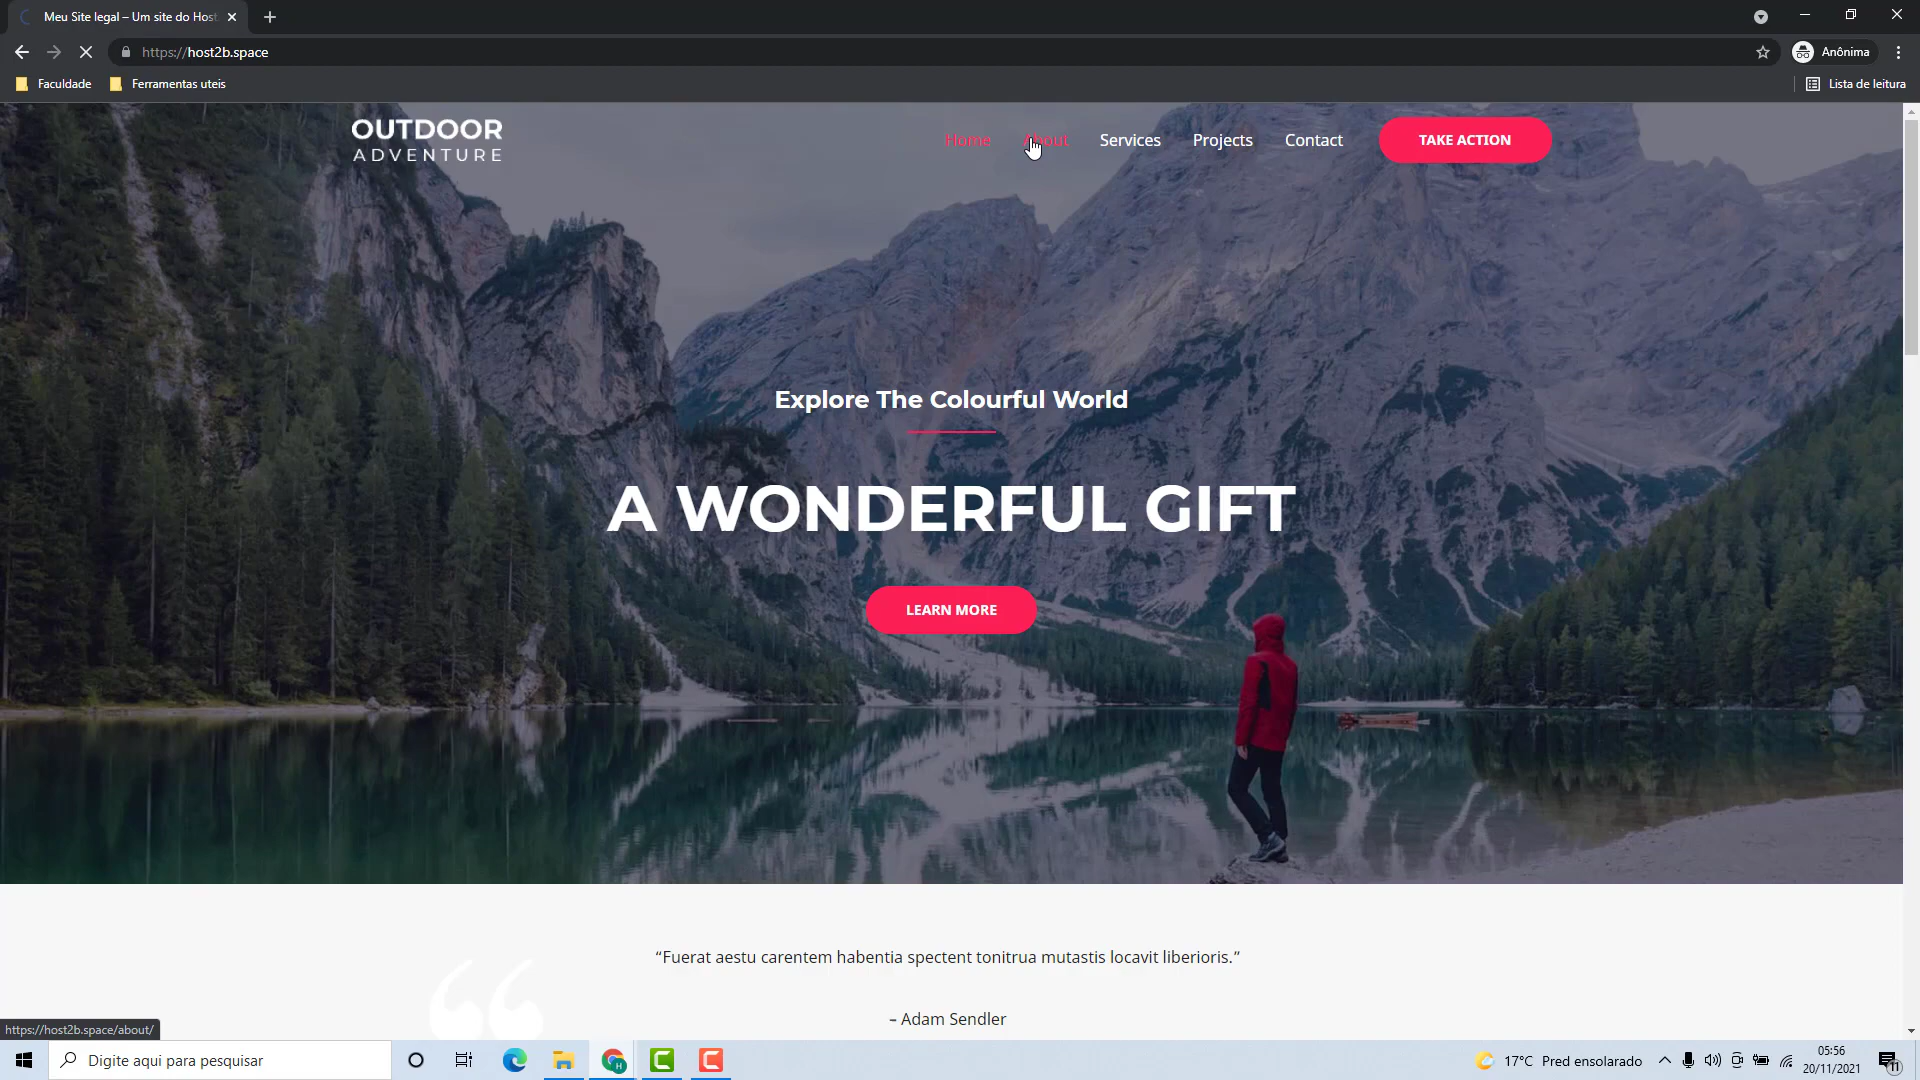 Meu Site legal – Um site do Host
https://host2b.space
Anônima
Faculdade
Ferramentas uteis
Lista de leitura
OUTDOOR
ADVENTURE
Home
About
Services
Projects
Contact
TAKE ACTION
Explore The Colourful World
A WONDERFUL GIFT
LEARN MORE
“Fuerat aestu carentem habentia spectent tonitrua mutastis locavit liberioris.”
– Adam Sendler
https://host2b.space/about/
Digite aqui para pesquisar
H
17°C Pred ensolarado
05:56
20/11/2021
11